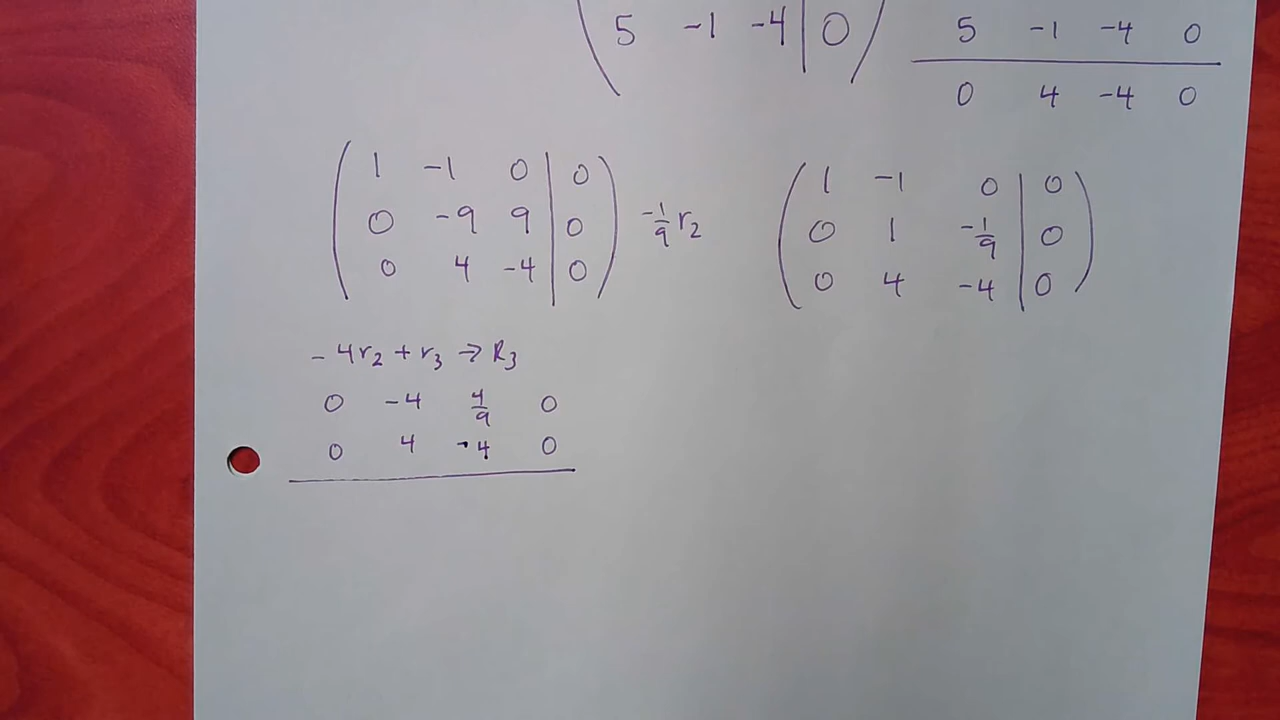 5 -1 -4 | 0
5 -1 -4 0
0 4 -4 0
1 -1 0 | 0
0 -9 9 | 0
0 4 -4 | 0
-1/9 r₂
1 -1 0 | 0
0 1 -1/9 | 0
0 4 -4 | 0
-4r₂ + r₃ → R₃
0 -4 4/9 0
0 4 -4 0